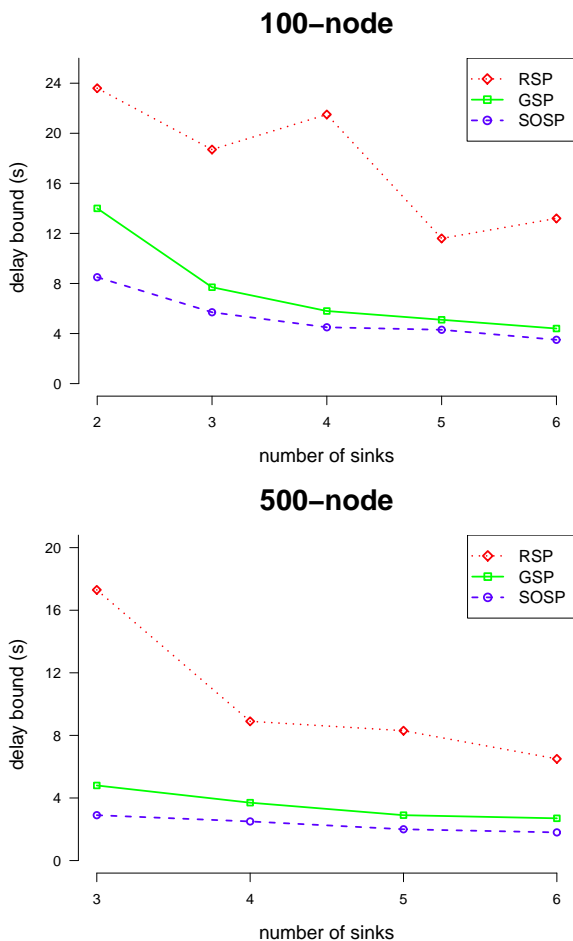 100−node
delay bound (s)
24
20
16
12
8
4
0
RSP
GSP
SOSP
2 3 4 5 6
number of sinks
500−node
delay bound (s)
20
16
12
8
4
0
RSP
GSP
SOSP
3 4 5 6
number of sinks